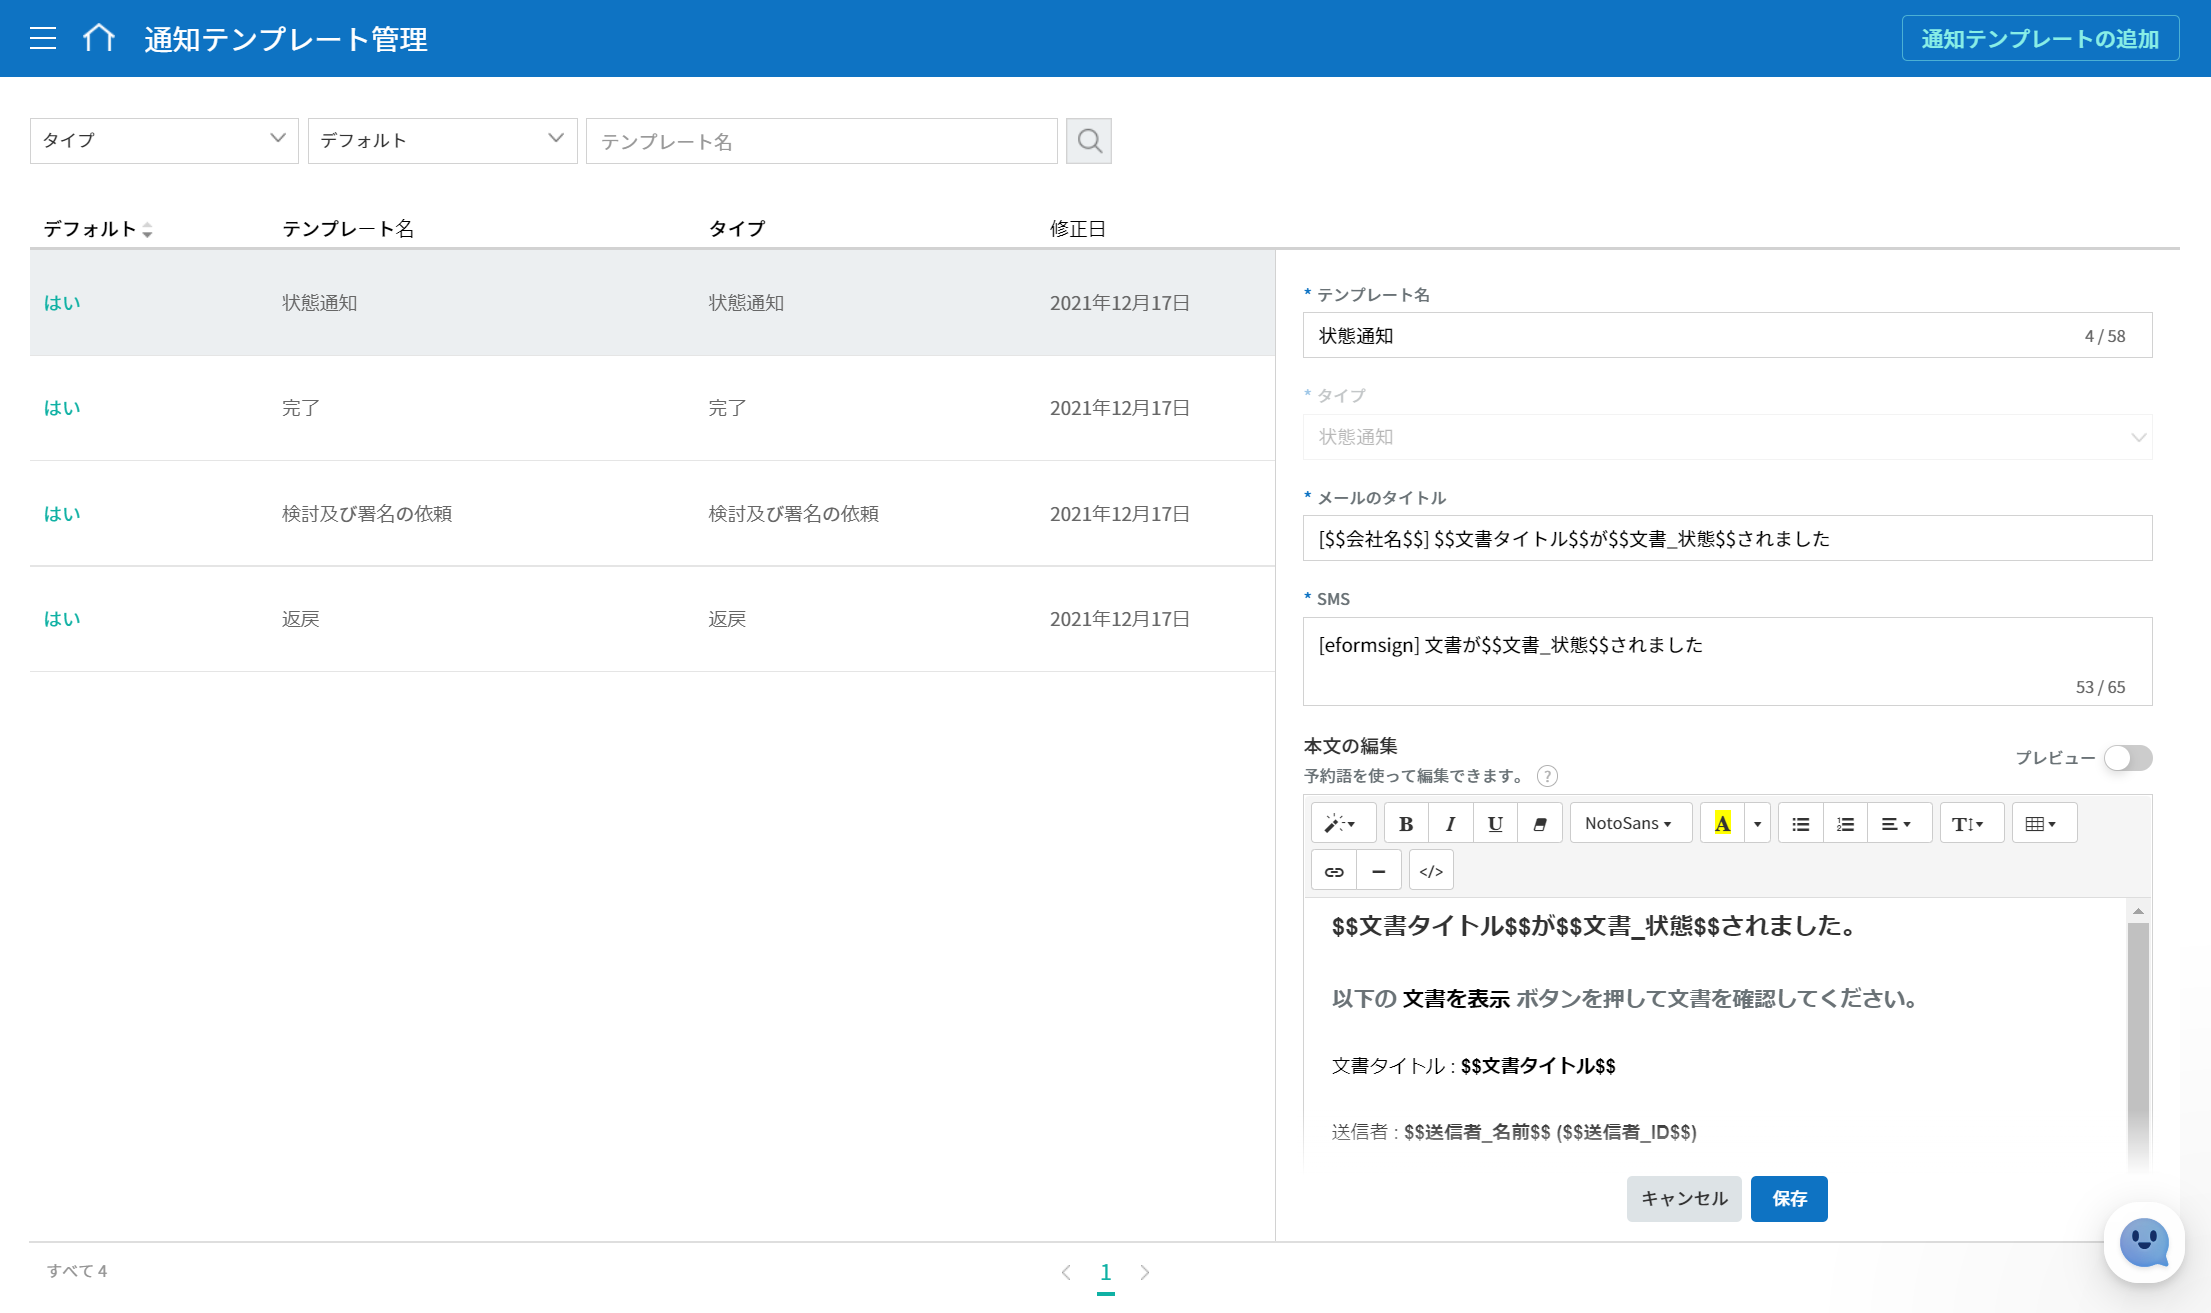 通知テンプレート管理
通知テンプレートの追加
タイプ
デフォルト
テンプレート名
デフォルト テンプレート名 タイプ 修正日
はい 状態通知 状態通知 2021年12月17日
はい 完了 完了 2021年12月17日
はい 検討及び署名の依頼 検討及び署名の依頼 2021年12月17日
はい 返戻 返戻 2021年12月17日
* テンプレート名
状態通知 4 / 58
* タイプ
状態通知
* メールのタイトル
[$$会社名$$] $$文書タイトル$$が$$文書_状態$$されました
* SMS
[eformsign] 文書が$$文書_状態$$されました
53 / 65
本文の編集
プレビュー
予約語を使って編集できます。 ?
B I U NotoSans A T
</>
$$文書タイトル$$が$$文書_状態$$されました。
以下の 文書を表示 ボタンを押して文書を確認してください。
文書タイトル : $$文書タイトル$$
送信者 : $$送信者_名前$$ ($$送信者_ID$$)
キャンセル 保存
すべて 4
1